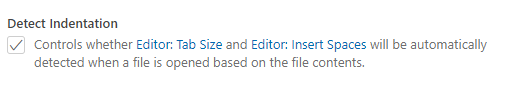 Detect Indentation
Controls whether Editor: Tab Size and Editor: Insert Spaces will be automatically
detected when a file is opened based on the file contents.